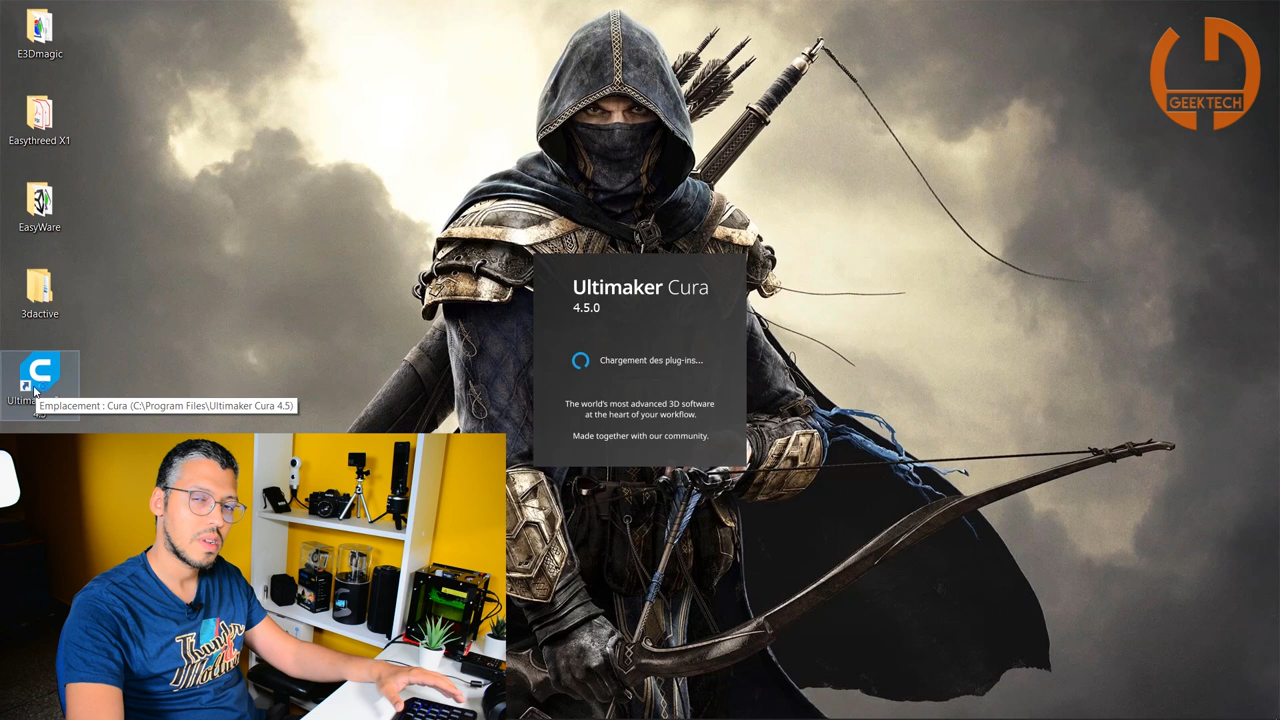 E3Dmagic
Easythreed X1
EasyWare
3dactive
Emplacement : Cura (C:\Program Files\Ultimaker Cura 4.5)
GEEKTECH
Ultimaker Cura
4.5.0
Chargement des plug-ins...
The world's most advanced 3D software
at the heart of your workflow.
Made together with our community.
Thunder